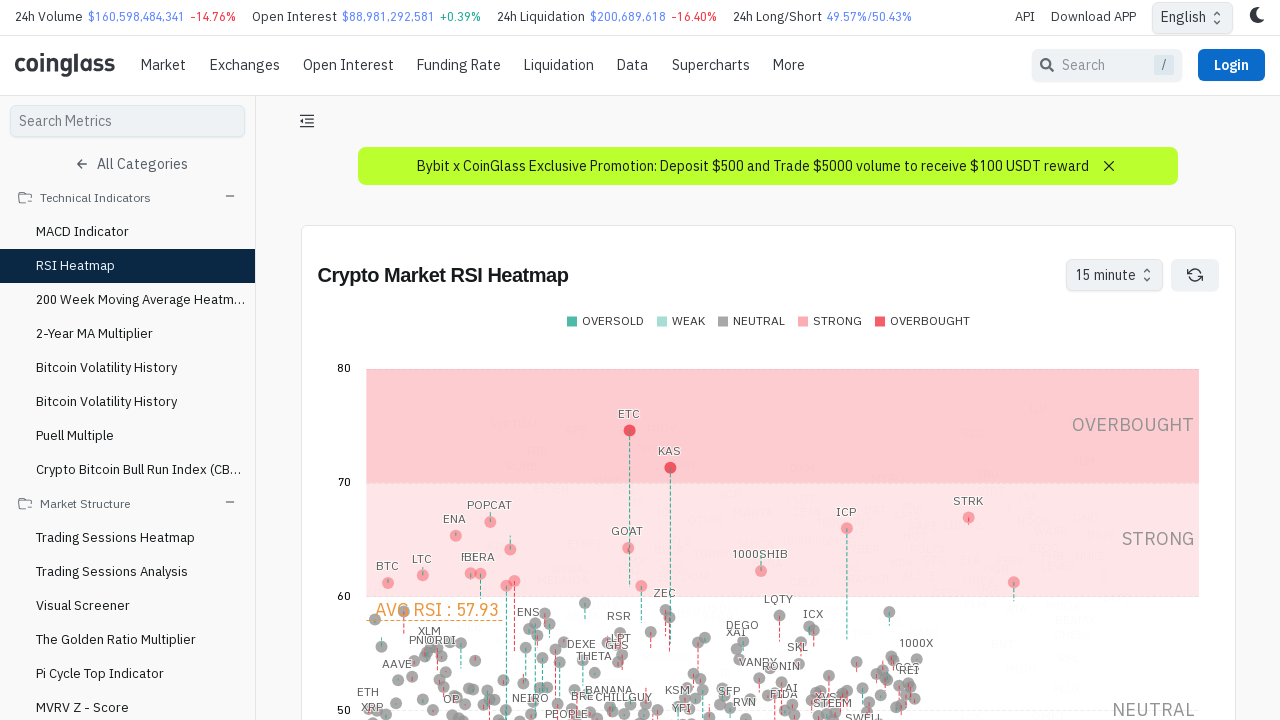 24h Volume $160,598,484,341 -14.76% Open Interest $88,981,292,581 +0.39% 24h Liquidation $200,689,618 -16.40% 24h Long/Short 49.57%/50.43% API Download APP English
coinglass Market Exchanges Open Interest Funding Rate Liquidation Data Supercharts More Search / Login
Search Metrics
All Categories
Technical Indicators
MACD Indicator
RSI Heatmap
200 Week Moving Average Heatm...
2-Year MA Multiplier
Bitcoin Volatility History
Bitcoin Volatility History
Puell Multiple
Crypto Bitcoin Bull Run Index (CB...
Market Structure
Trading Sessions Heatmap
Trading Sessions Analysis
Visual Screener
The Golden Ratio Multiplier
Pi Cycle Top Indicator
MVRV Z - Score
Bybit x CoinGlass Exclusive Promotion: Deposit $500 and Trade $5000 volume to receive $100 USDT reward
Crypto Market RSI Heatmap
15 minute
OVERSOLD WEAK NEUTRAL STRONG OVERBOUGHT
80
ETC
OVERBOUGHT
KAS
70
POPCAT
STRK
ENA
ICP
GOAT
STRONG
LTC
BERA
1000SHIB
BTC
60
ZEC
LQTY
AVG RSI : 57.93
ENS
RSR
ICX
DEGO
XLM
XAI
ORDI
LPT
DEXE
GPS
1000X
SKL
THETA
AAVE
VANRY
RONIN
REI
ETH
BANANA
KSM
GFP
CHILLGUY
NEIRO
RVN
XRP
YFI
PEOPLE
SWELL
50
NEUTRAL